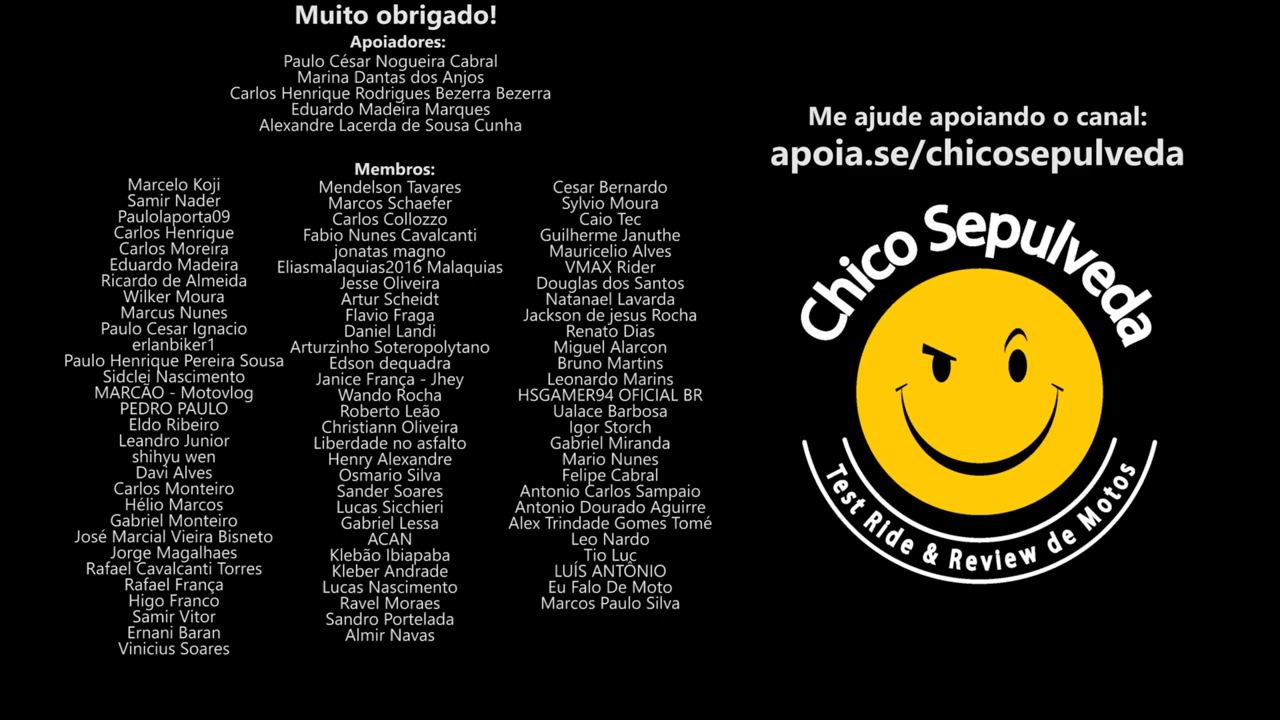 Muito obrigado!
Apoiadores:
Paulo César Nogueira Cabral
Marina Dantas dos Anjos
Carlos Henrique Rodrigues Bezerra Bezerra
Eduardo Madeira Marques
Alexandre Lacerda de Sousa Cunha
Membros:
Marcelo Koji
Samir Nader
Paulolaporta09
Carlos Henrique
Carlos Moreira
Eduardo Madeira
Ricardo de Almeida
Wilker Moura
Marcus Nunes
Paulo Cesar Ignacio
erlanbiker1
Paulo Henrique Pereira Sousa
Sidclei Nascimento
MARCÃO - Motovlog
PEDRO PAULO
Eldo Ribeiro
Leandro Junior
shihyu wen
Davi Alves
Carlos Monteiro
Hélio Marcos
Gabriel Monteiro
José Marcial Vieira Bisneto
Jorge Magalhaes
Rafael Cavalcanti Torres
Rafael França
Higo Franco
Samir Vitor
Ernani Baran
Vinicius Soares
Mendelson Tavares
Marcos Schaefer
Carlos Collozzo
Fabio Nunes Cavalcanti
jonatas magno
Eliasmalaquias2016 Malaquias
Jesse Oliveira
Artur Scheidt
Flavio Fraga
Daniel Landi
Arturzinho Soteropolytano
Edson dequadra
Janice França - Jhey
Wando Rocha
Roberto Leão
Christiann Oliveira
Liberdade no asfalto
Henry Alexandre
Osmario Silva
Sander Soares
Lucas Sicchieri
Gabriel Lessa
ACAN
Klebão Ibiapaba
Kleber Andrade
Lucas Nascimento
Ravel Moraes
Sandro Portelada
Almir Navas
Cesar Bernardo
Sylvio Moura
Caio Tec
Guilherme Januthe
Mauricelio Alves
VMAX Rider
Douglas dos Santos
Natanael Lavarda
Jackson de jesus Rocha
Renato Dias
Miguel Alarcon
Bruno Martins
Leonardo Marins
HSGAMER94 OFICIAL BR
Ualace Barbosa
Igor Storch
Gabriel Miranda
Mario Nunes
Felipe Cabral
Antonio Carlos Sampaio
Antonio Dourado Aguirre
Alex Trindade Gomes Tomé
Leo Nardo
Tio Luc
LUÍS ANTÔNIO
Eu Falo De Moto
Marcos Paulo Silva
Me ajude apoiando o canal:
apoia.se/chicosepulveda
Chico Sepulveda
Test Ride & Review de Motos